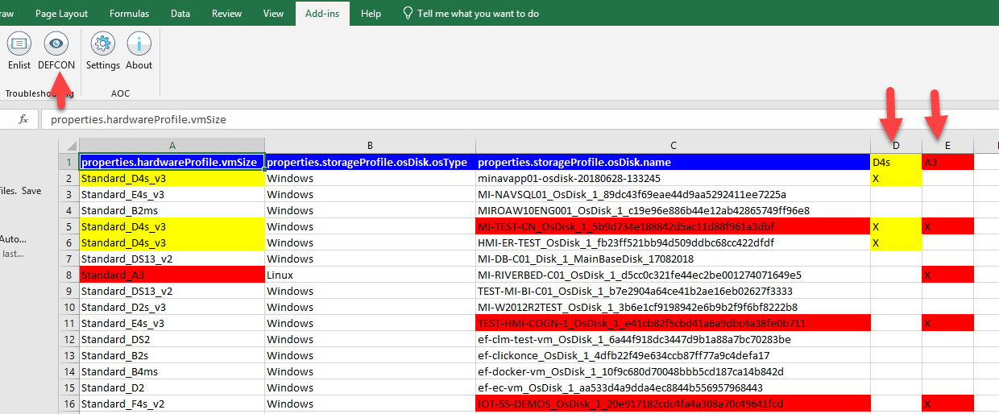 raw Page Layout Formulas Data Review View Add-ins Help Tell me what you want to do
Enlist DEFCON Settings About
Troubleshooting AOC
fx properties.hardwareProfile.vmSize
A B C D E
1 properties.hardwareProfile.vmSize properties.storageProfile.osDisk.osType properties.storageProfile.osDisk.name D4s A3
2 Standard_D4s_v3 Windows minavapp01-osdisk-20180628-133245 X
files. Save 3 Standard_E4s_v3 Windows MI-NAVSQL01_OsDisk_1_89dc43f69eae44d9aa5292411ee7225a
4 Standard_B2ms Windows MIROAW10ENG001_OsDisk_1_c19e96e886b44e12ab42865749ff96e8
5 Standard_D4s_v3 Windows MI-TEST-CN_OsDisk_1_5b9d734e188842d5ac11d88f961a3dbf X X
Auto... 6 Standard_D4s_v3 Windows HMI-ER-TEST_OsDisk_1_fb23ff521bb94d509ddbc68cc422dfdf X
last... 7 Standard_DS13_v2 Windows MI-DB-C01_Disk_1_MainBaseDisk_17082018
8 Standard_A3 Linux MI-RIVERBED-C01_OsDisk_1_d5cc0c321fe44ec2be001274071649e5 X
9 Standard_DS13_v2 Windows TEST-MI-BI-C01_OsDisk_1_b7e2904a64ce41b2ae16eb02627f3333
10 Standard_D2s_v3 Windows MI-W2012R2TEST_OsDisk_1_3b6e1cf9198942e6b9b2f9f6bf8222b8
11 Standard_E4s_v3 Windows TEST-HMI-COGN-1_OsDisk_1_e41cb82f5cbd41a6a9dbc4a38fe0b711 X
12 Standard_DS2 Windows ef-clm-test-vm_OsDisk_1_6a44f918dc3447d9b1a88a7bc70283be
13 Standard_B2s Windows ef-clickonce_OsDisk_1_4dfb22f49e634ccb87ff77a9c4defa17
14 Standard_B4ms Windows ef-docker-vm_OsDisk_1_10f9c680d70048bbb5cd187ca14b842d
15 Standard_D2 Windows ef-ec-vm_OsDisk_1_aa533d4a9dda4ec8844b556957968443
16 Standard_F4s_v2 Windows IOT-SS-DEMOS_OsDisk_1_20e917182cdc4fa4a308a70c49641fcd X